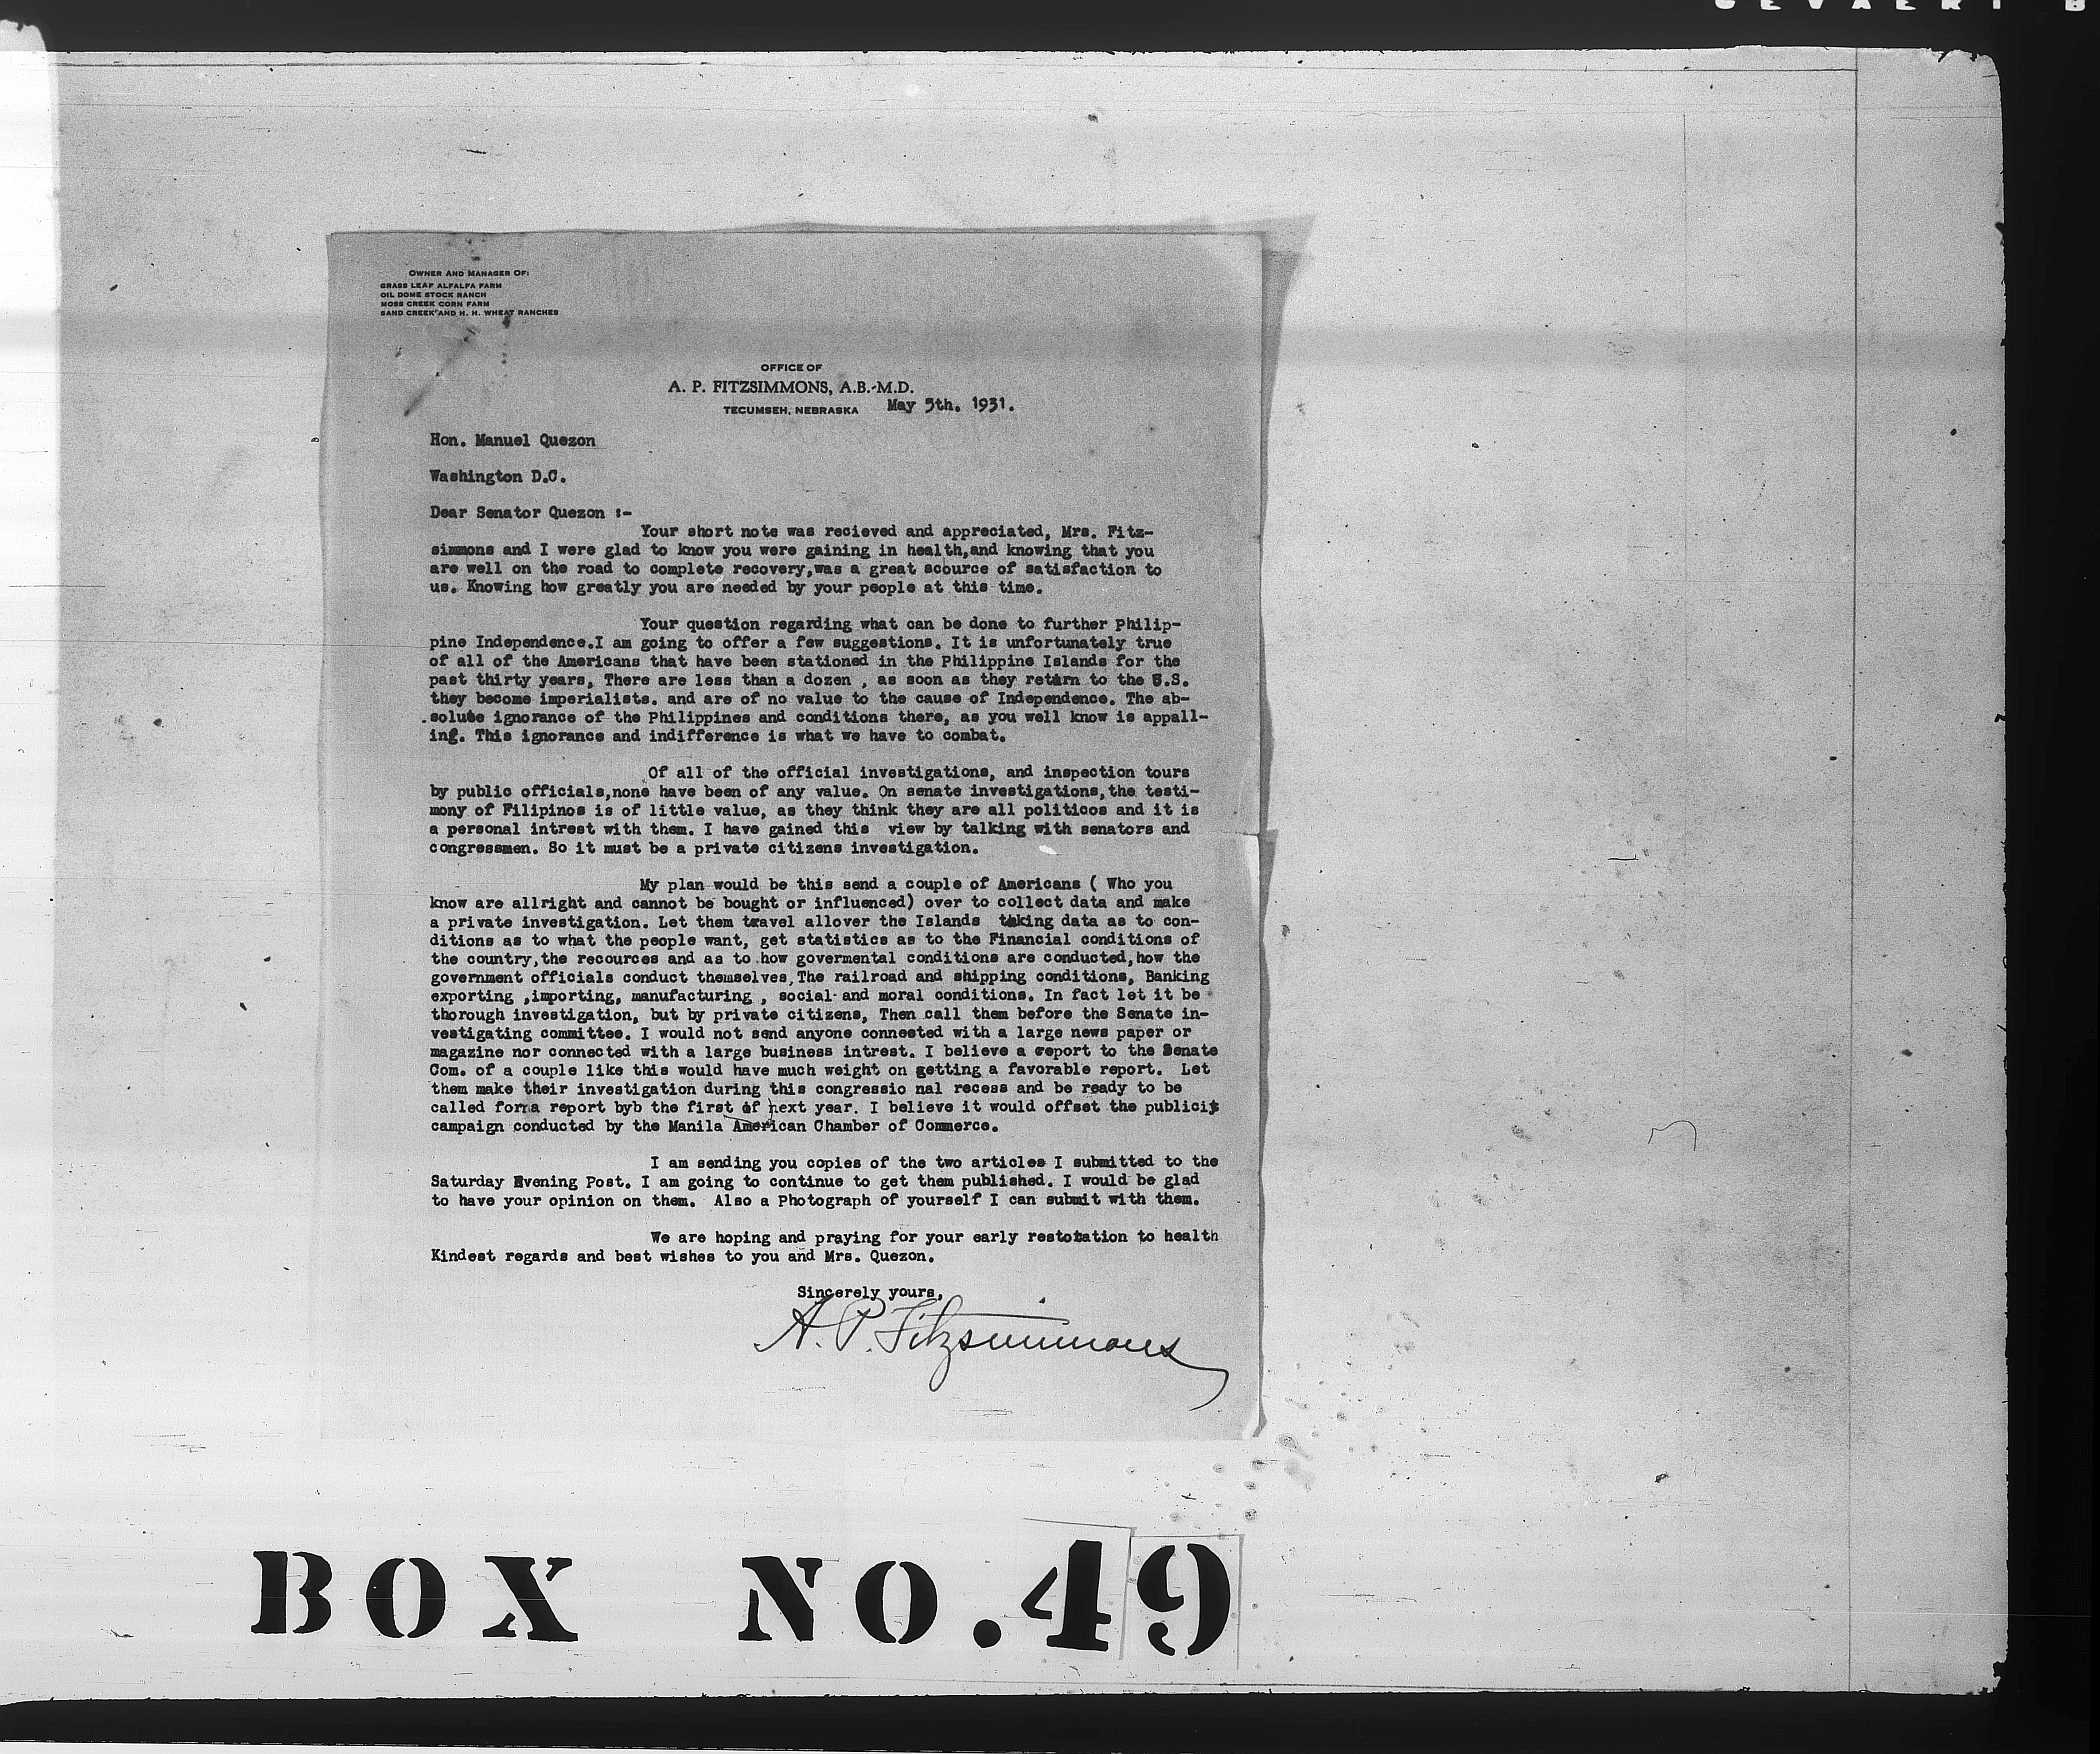 GEVAERT B
OWNER AND MANAGER OF:
GRASS LEAF ALFALFA FARM
OIL DOME STOCK RANCH
MOSS CREEK CORN FARM
SAND CREEK AND H. H. WHEAT RANCHES
OFFICE OF
A. P. FITZSIMMONS, A.B.-M.D.
TECUMSEH, NEBRASKA May 5th. 1931.
Hon. Manuel Quezon
Washington D.C.
Dear Senator Quezon :-
Your short note was recieved and appreciated, Mrs. Fitz-
simmons and I were glad to know you were gaining in health,and knowing that you
are well on the road to complete recovery,was a great scource of satisfaction to
us. Knowing how greatly you are needed by your people at this time.
Your question regarding what can be done to further Philip-
pine Independence.I am going to offer a few suggestions. It is unfortunately true
of all of the Americans that have been stationed in the Philippine Islands for the
past thirty years, There are less than a dozen , as soon as they return to the U.S.
they become imperialists. and are of no value to the cause of Independence. The ab-
solute ignorance of the Philippines and conditions there, as you well know is appall-
ing. This ignorance and indifference is what we have to combat.
Of all of the official investigations, and inspection tours
by public officials,none have been of any value. On senate investigations,the testi-
mony of Filipinos is of little value, as they think they are all politicos and it is
a personal intrest with them. I have gained this view by talking with senators and
congressmen. So it must be a private citizens investigation.
My plan would be this send a couple of Americans ( Who you
know are allright and cannot be bought or influenced) over to collect data and make
a private investigation. Let them travel allover the Islands taking data as to con-
ditions as to what the people want, get statistics as to the Financial conditions of
the country,the recources and as to how govermental conditions are conducted,how the
government officials conduct themselves,The railroad and shipping conditions, Banking
exporting ,importing, manufacturing , social and moral conditions. In fact let it be
thorough investigation, but by private citizens, Then call them before the Senate in-
vestigating committee. I would not send anyone connected with a large news paper or
magazine nor connected with a large business intrest. I believe a report to the Senate
Com. of a couple like this would have much weight on getting a favorable report. Let
them make their investigation during this congressio nal recess and be ready to be
called for a report byb the first of next year. I believe it would offset the publicit
campaign conducted by the Manila American Chamber of Commerce.
I am sending you copies of the two articles I submitted to the
Saturday Evening Post. I am going to continue to get them published. I would be glad
to have your opinion on them. Also a Photograph of yourself I can submit with them.
We are hoping and praying for your early restoration to health
Kindest regards and best wishes to you and Mrs. Quezon.
Sincerely yours,
A. P. Fitzsimmons
BOX NO. 49